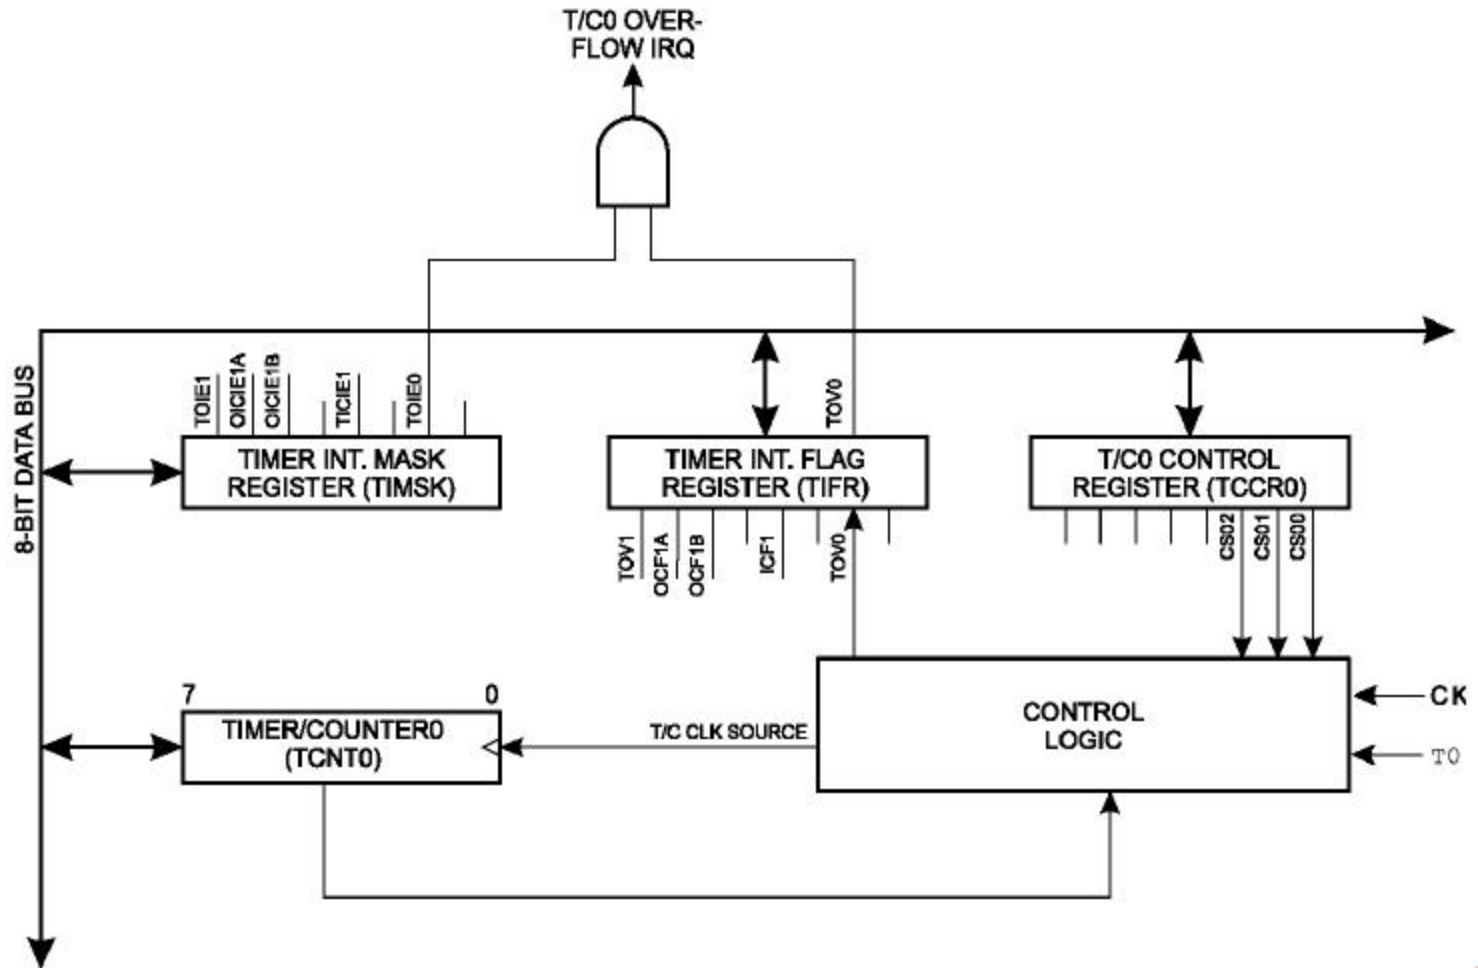 T/C0 OVER-
FLOW IRQ
8-BIT DATA BUS
TOIE1
OICIE1A
OICIE1B
TICIE1
TOIE0
TOV0
TIMER INT. MASK
REGISTER (TIMSK)
TIMER INT. FLAG
REGISTER (TIFR)
T/C0 CONTROL
REGISTER (TCCR0)
TOV1
OCF1A
OCF1B
ICF1
TOV0
CS02
CS01
CS00
7
0
TIMER/COUNTER0
(TCNT0)
T/C CLK SOURCE
CONTROL
LOGIC
CK
T0